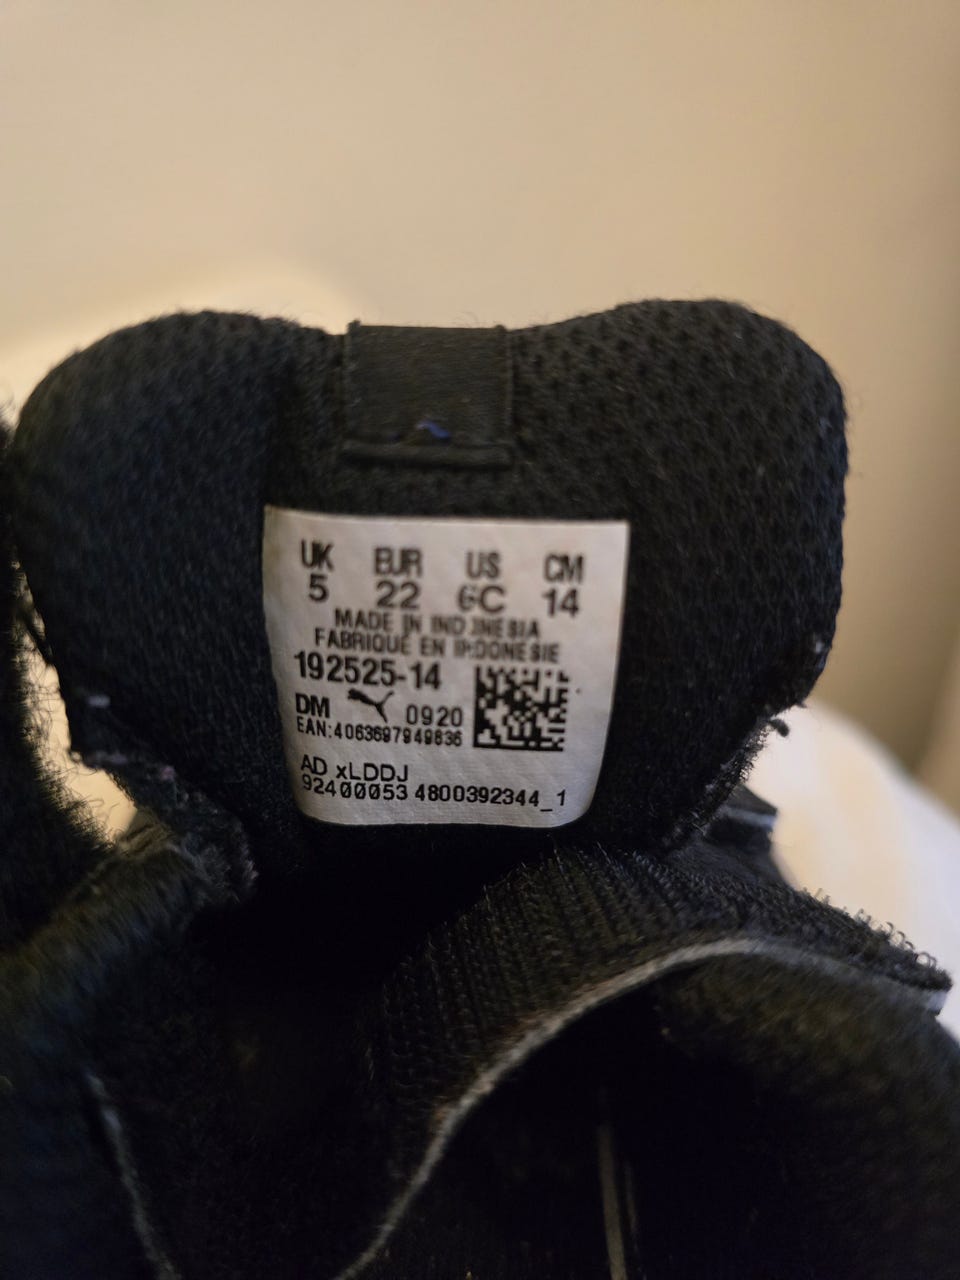 UK EUR US CM
5 22 6C 14
MADE IN INDONESIA
FABRIQUÉ EN INDONESIE
192525-14
DM 0920
EAN:4063697949836
AD xLDDJ
92400053 4800392344_1